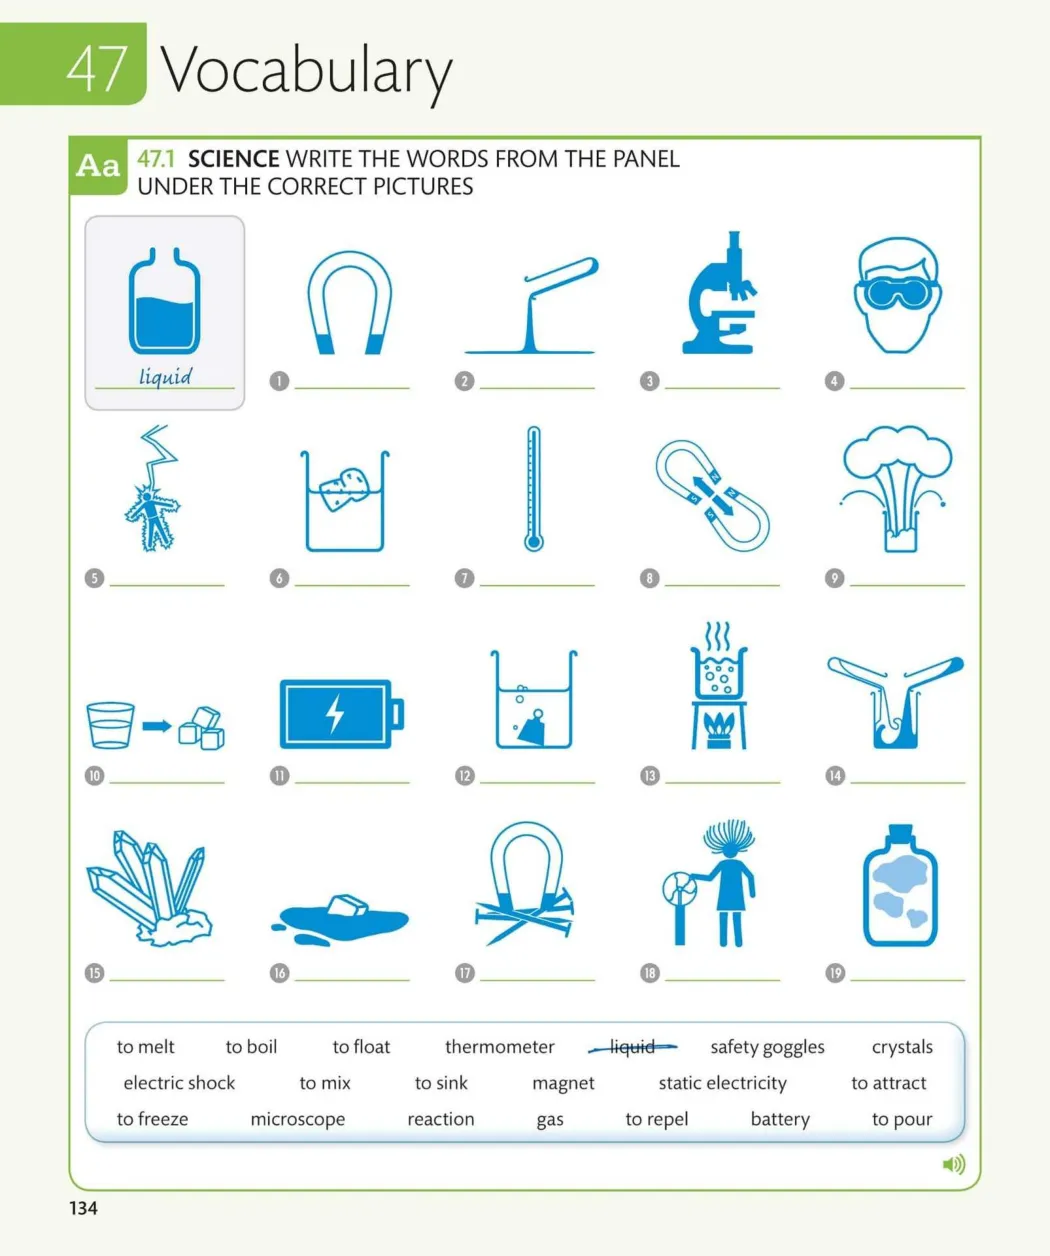 47 Vocabulary
Aa 47.1 SCIENCE WRITE THE WORDS FROM THE PANEL
UNDER THE CORRECT PICTURES
liquid
1 2 3 4
N
N
S
S
5 6 7 8 9
10 11 12 13 14
15 16 17 18 19
to melt to boil to float thermometer liquid safety goggles crystals
electric shock to mix to sink magnet static electricity to attract
to freeze microscope reaction gas to repel battery to pour
134